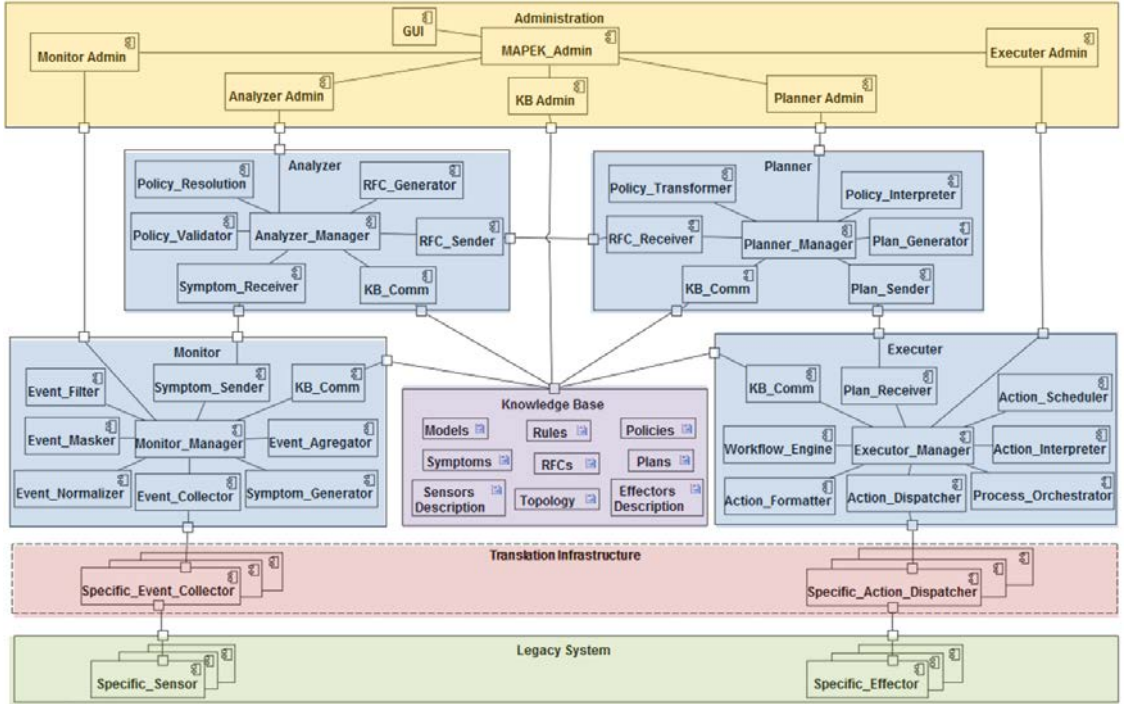 Administration
GUI
MAPEK_Admin
Monitor Admin
Executer Admin
Analyzer Admin
KB Admin
Planner Admin
Analyzer
Policy_Resolution
RFC_Generator
Policy_Validator
Analyzer_Manager
RFC_Sender
Symptom_Receiver
KB_Comm
Planner
Policy_Transformer
Policy_Interpreter
RFC_Receiver
Planner_Manager
Plan_Generator
KB_Comm
Plan_Sender
Monitor
Event_Filter
Symptom_Sender
KB_Comm
Event_Masker
Monitor_Manager
Event_Agregator
Event_Normalizer
Event_Collector
Symptom_Generator
Knowledge Base
Models
Rules
Policies
Symptoms
RFCs
Plans
Sensors
Description
Topology
Effectors
Description
Executer
KB_Comm
Plan_Receiver
Action_Scheduler
Workflow_Engine
Executor_Manager
Action_Interpreter
Action_Formatter
Action_Dispatcher
Process_Orchestrator
Translation Infrastructure
Specific_Event_Collector
Specific_Action_Dispatcher
Legacy System
Specific_Sensor
Specific_Effector